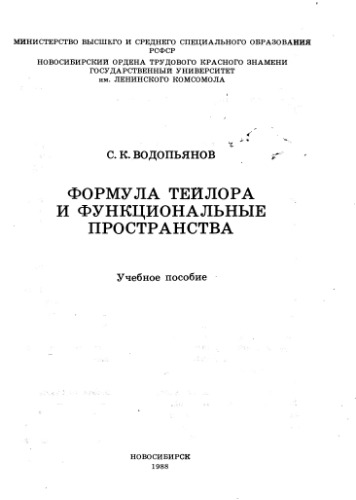 МИНИСТЕРСТВО ВЫСШЕГО И СРЕДНЕГО СПЕЦИАЛЬНОГО ОБРАЗОВАНИЯ
РСФСР
НОВОСИБИРСКИЙ ОРДЕНА ТРУДОВОГО КРАСНОГО ЗНАМЕНИ
ГОСУДАРСТВЕННЫЙ УНИВЕРСИТЕТ
им. ЛЕНИНСКОГО КОМСОМОЛА
С. К. ВОДОПЬЯНОВ
ФОРМУЛА ТЕЙЛОРА
И ФУНКЦИОНАЛЬНЫЕ
ПРОСТРАНСТВА
Учебное пособие
НОВОСИБИРСК
1988